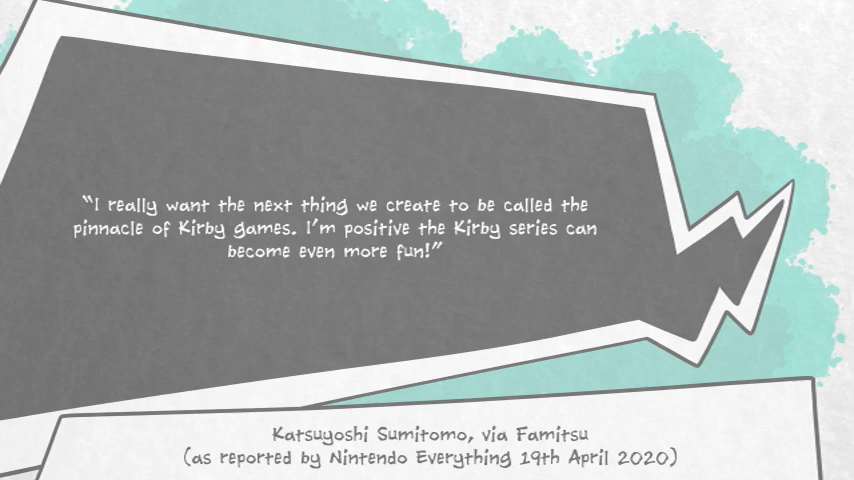 “I really want the next thing we create to be called the
pinnacle of Kirby games. I’m positive the Kirby series can
become even more fun!”
Katsuyoshi Sumitomo, via Famitsu
(as reported by Nintendo Everything 19th April 2020)